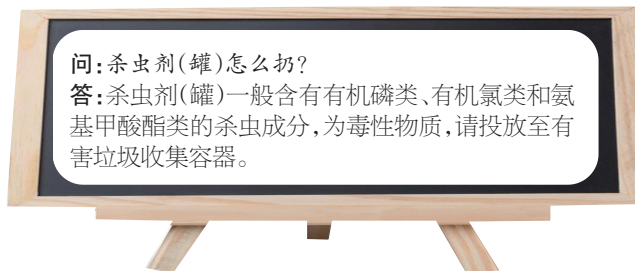 问:杀虫剂(罐)怎么扔?
答:杀虫剂(罐)一般含有有机磷类、有机氯类和氨
基甲酸酯类的杀虫成分,为毒性物质,请投放至有
害垃圾收集容器。